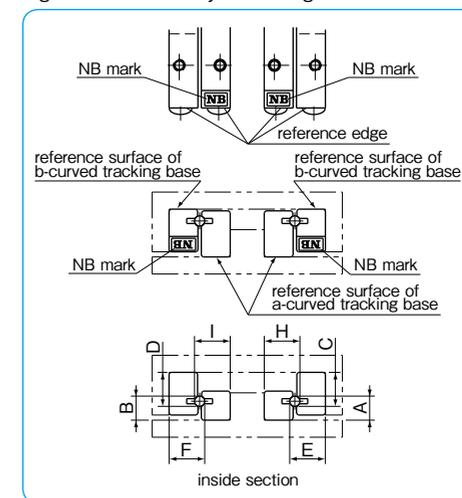 NB mark
NB mark
NB
NB
reference edge
reference surface of
b-curved tracking base
reference surface of
b-curved tracking base
NB
NB
NB mark
NB mark
reference surface of
a-curved tracking base
D
I
H
C
B
A
F
E
inside section